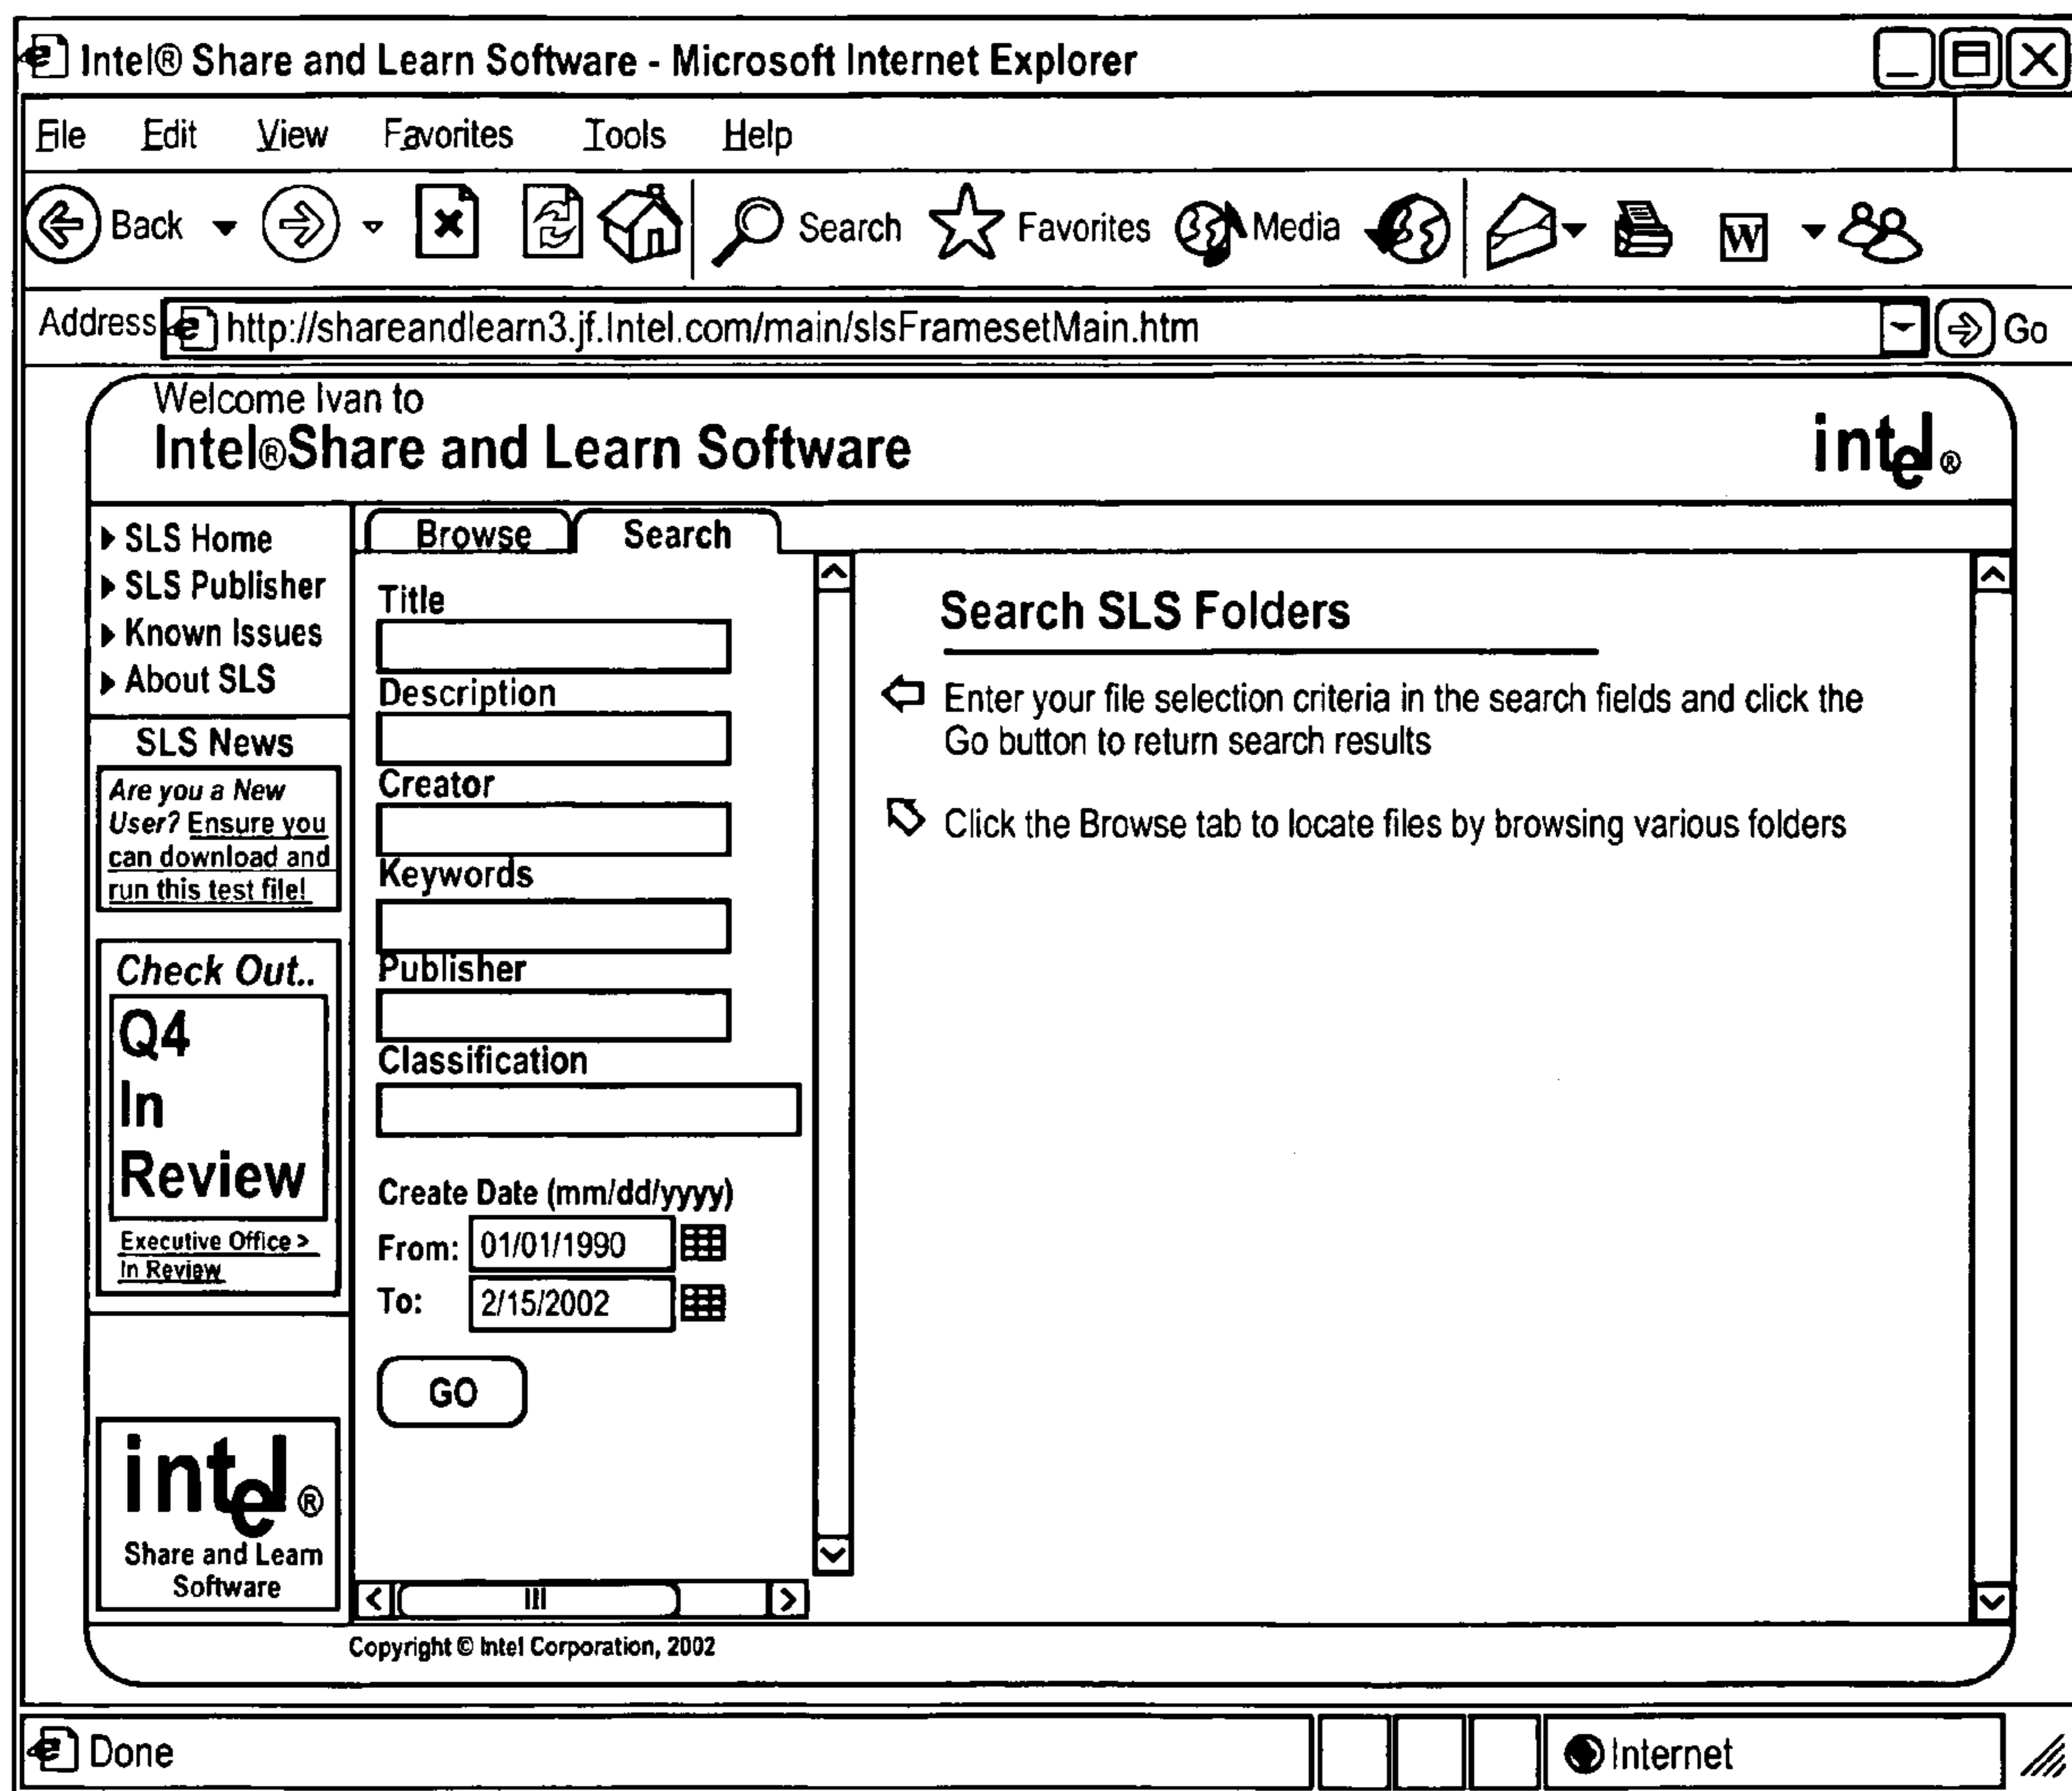 Intel® Share and Learn Software - Microsoft Internet Explorer
File Edit View Favorites Tools Help
Back Search Favorites Media W
Address http://shareandlearn3.jf.Intel.com/main/slsFramesetMain.htm Go
Welcome Ivan to
Intel®Share and Learn Software
intel®
SLS Home
SLS Publisher
Known Issues
About SLS
SLS News
Are you a New
User? Ensure you
can download and
run this test file!
Check Out..
Q4
In
Review
Executive Office >
In Review
intel®
Share and Learn
Software
Browse Search
Title
Description
Creator
Keywords
Publisher
Classification
Create Date (mm/dd/yyyy)
From: 01/01/1990
To: 2/15/2002
GO
Search SLS Folders
Enter your file selection criteria in the search fields and click the
Go button to return search results
Click the Browse tab to locate files by browsing various folders
Copyright © Intel Corporation, 2002
Done Internet